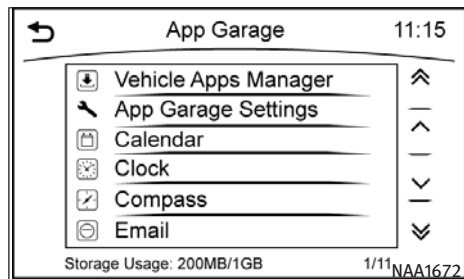 App Garage 11:15
Vehicle Apps Manager
App Garage Settings
Calendar
Clock
Compass
Email
Storage Usage: 200MB/1GB 1/11
NAA1672